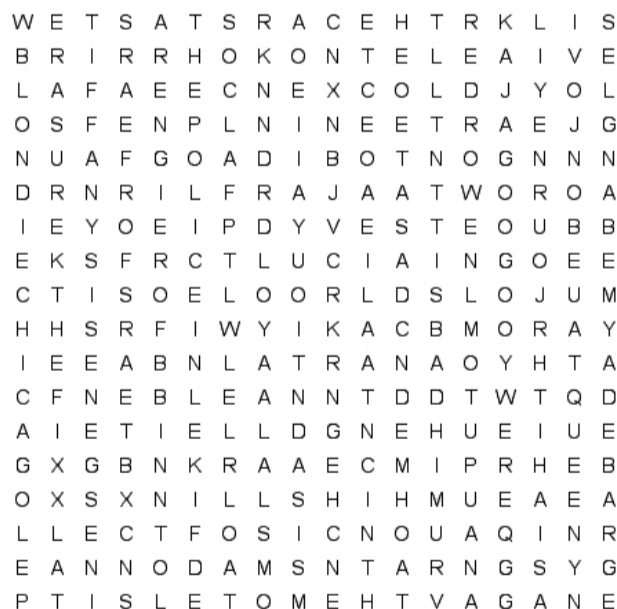 W E T S A T S R A C E H T R K L I S
B R I R R H O K O N T E L E A I V E
L A F A E E C N E X C O L D J Y O L
O S F E N P L N I N E E T R A E J G
N U A F G O A D I B O T N O G N N N
D R N R I L F R A J A A T W O R O A
I E Y O E I P D Y V E S T E O U B B
E K S F R C T L U C I A I N G O E E
C T I S O E L O O R L D S L O J U M
H H S R F I W Y I K A C B M O R A Y
I E E A B N L A T R A N A O Y H T A
C F N E B L E A N N T D D T W T Q D
A I E T I E L L D G N E H U E I U E
G X G B N K R A A E C M I P R H E B
O X S X N I L L S H I H M U E A E A
L L E C T F O S I C N O U A Q I N R
E A N N O D A M S N T A R N G S Y G
P T I S L E T O M E H T V A G A N E